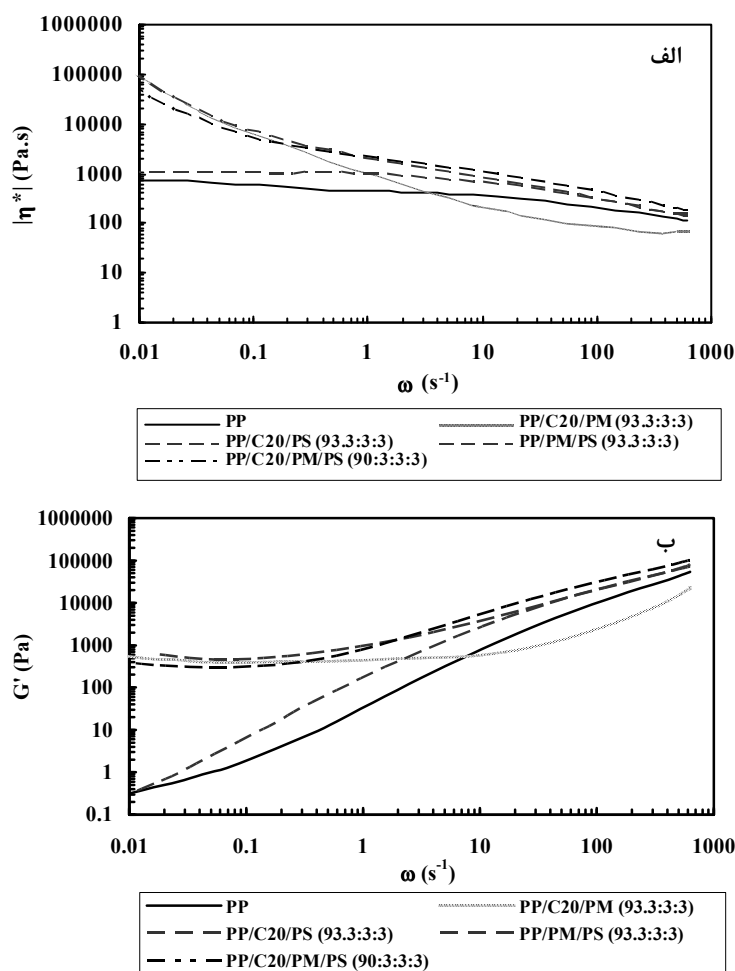 الف
1000000
100000
10000
1000
100
10
1
|η*| (Pa.s)
0.01 0.1 1 10 100 1000
ω (s-1)
PP PP/C20/PM (93.3:3:3)
PP/C20/PS (93.3:3:3) PP/PM/PS (93.3:3:3)
PP/C20/PM/PS (90:3:3:3)
ب
1000000
100000
10000
1000
100
10
1
0.1
G' (Pa)
0.01 0.1 1 10 100 1000
ω (s-1)
PP PP/C20/PM (93.3:3:3)
PP/C20/PS (93.3:3:3) PP/PM/PS (93.3:3:3)
PP/C20/PM/PS (90:3:3:3)